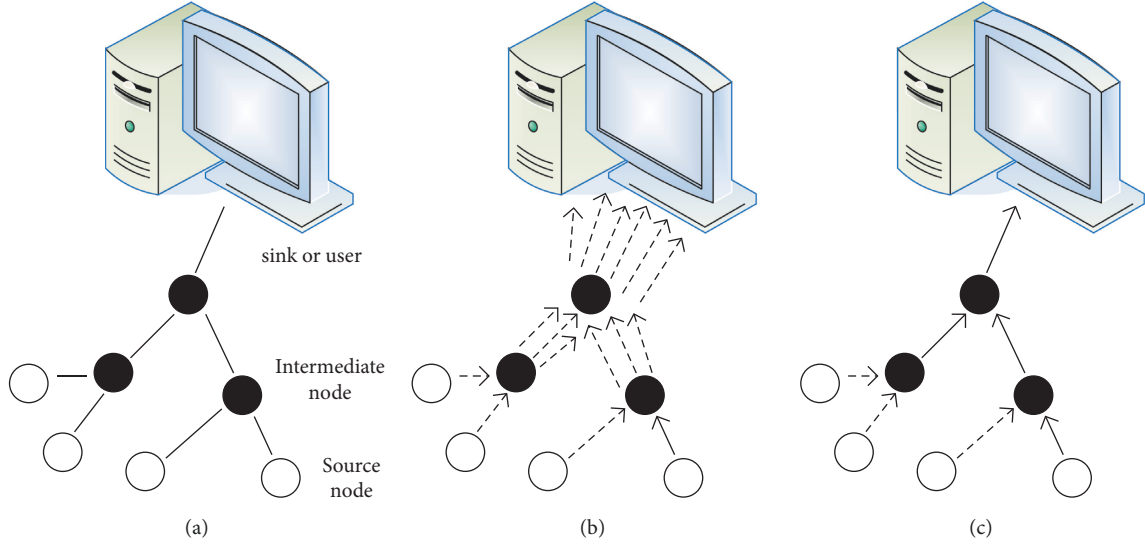 sink or user
Intermediate
node
Source
node
(a)
(b)
(c)